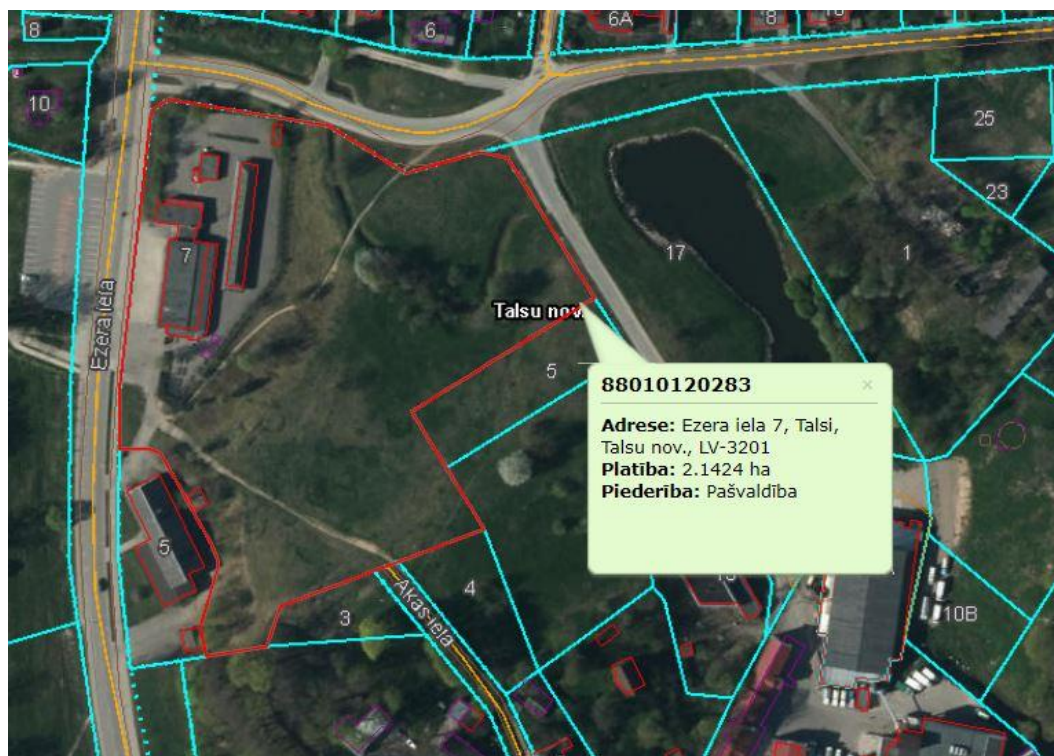 8
6
6A
8
10
25
23
7
17
1
Ezera iela
Talsu nov.
5
88010120283
×
Adrese: Ezera iela 7, Talsi,
Talsu nov., LV-3201
Platība: 2.1424 ha
Piederība: Pašvaldība
5
4
3
Akas iela
10B